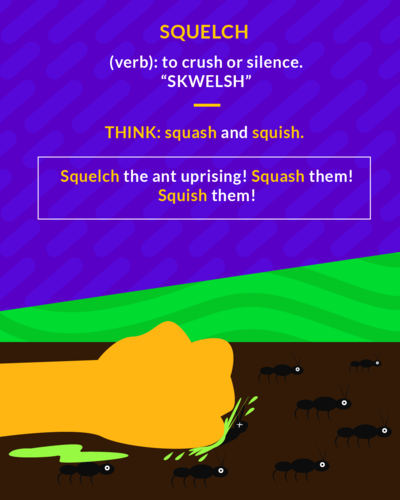 SQUELCH
(verb): to crush or silence.
“SKWELSH”
THINK: squash and squish.
Squelch the ant uprising! Squash them!
Squish them!